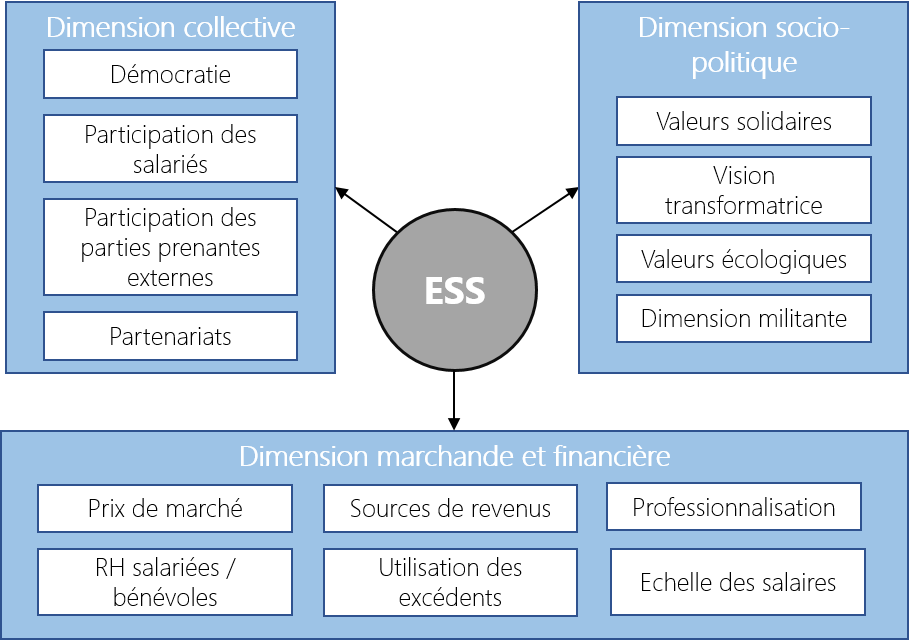 Dimension collective
Démocratie
Participation des
salariés
Participation des
parties prenantes
externes
Partenariats
Dimension socio-
politique
Valeurs solidaires
Vision
transformatrice
Valeurs écologiques
Dimension militante
ESS
Dimension marchande et financière
Prix de marché
Sources de revenus
Professionnalisation
RH salariées /
bénévoles
Utilisation des
excédents
Echelle des salaires